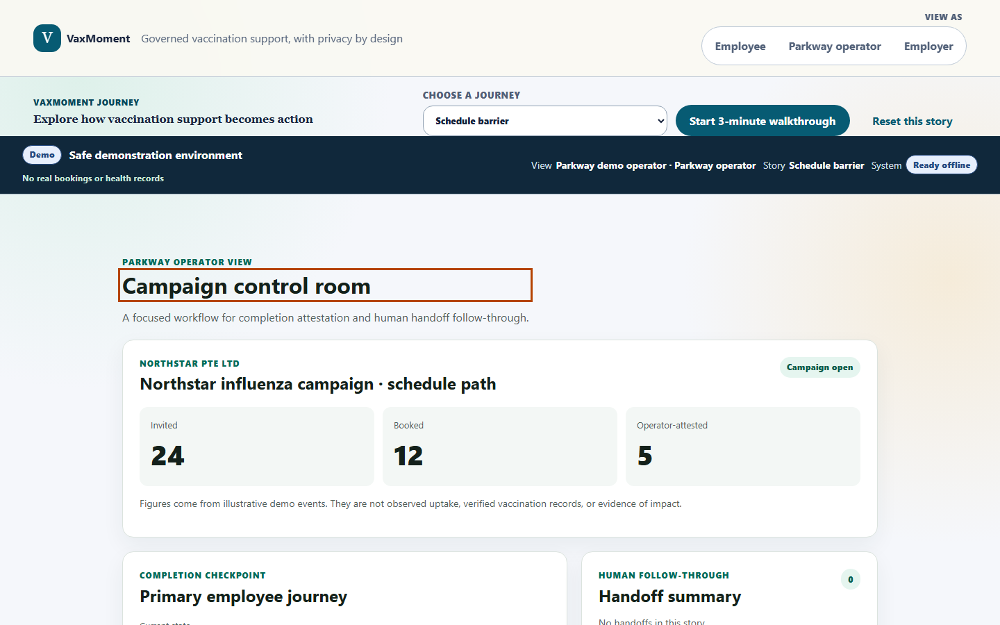 VIEW AS
V VaxMoment Governed vaccination support, with privacy by design
Employee Parkway operator Employer
VAXMOMENT JOURNEY
Explore how vaccination support becomes action
CHOOSE A JOURNEY
Schedule barrier
Start 3-minute walkthrough
Reset this story
Demo Safe demonstration environment
No real bookings or health records
View Parkway demo operator · Parkway operator Story Schedule barrier System Ready offline
PARKWAY OPERATOR VIEW
Campaign control room
A focused workflow for completion attestation and human handoff follow-through.
NORTHSTAR PTE LTD
Campaign open
Northstar influenza campaign · schedule path
Invited
24
Booked
12
Operator-attested
5
Figures come from illustrative demo events. They are not observed uptake, verified vaccination records, or evidence of impact.
COMPLETION CHECKPOINT
Primary employee journey
Current state
HUMAN FOLLOW-THROUGH
0
Handoff summary
No handoffs in this story